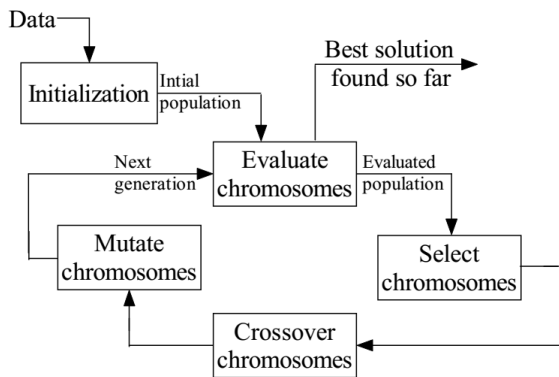 Data
Initialization
Intial
population
Best solution
found so far
Evaluate
chromosomes
Next
generation
Evaluated
population
Mutate
chromosomes
Select
chromosomes
Crossover
chromosomes